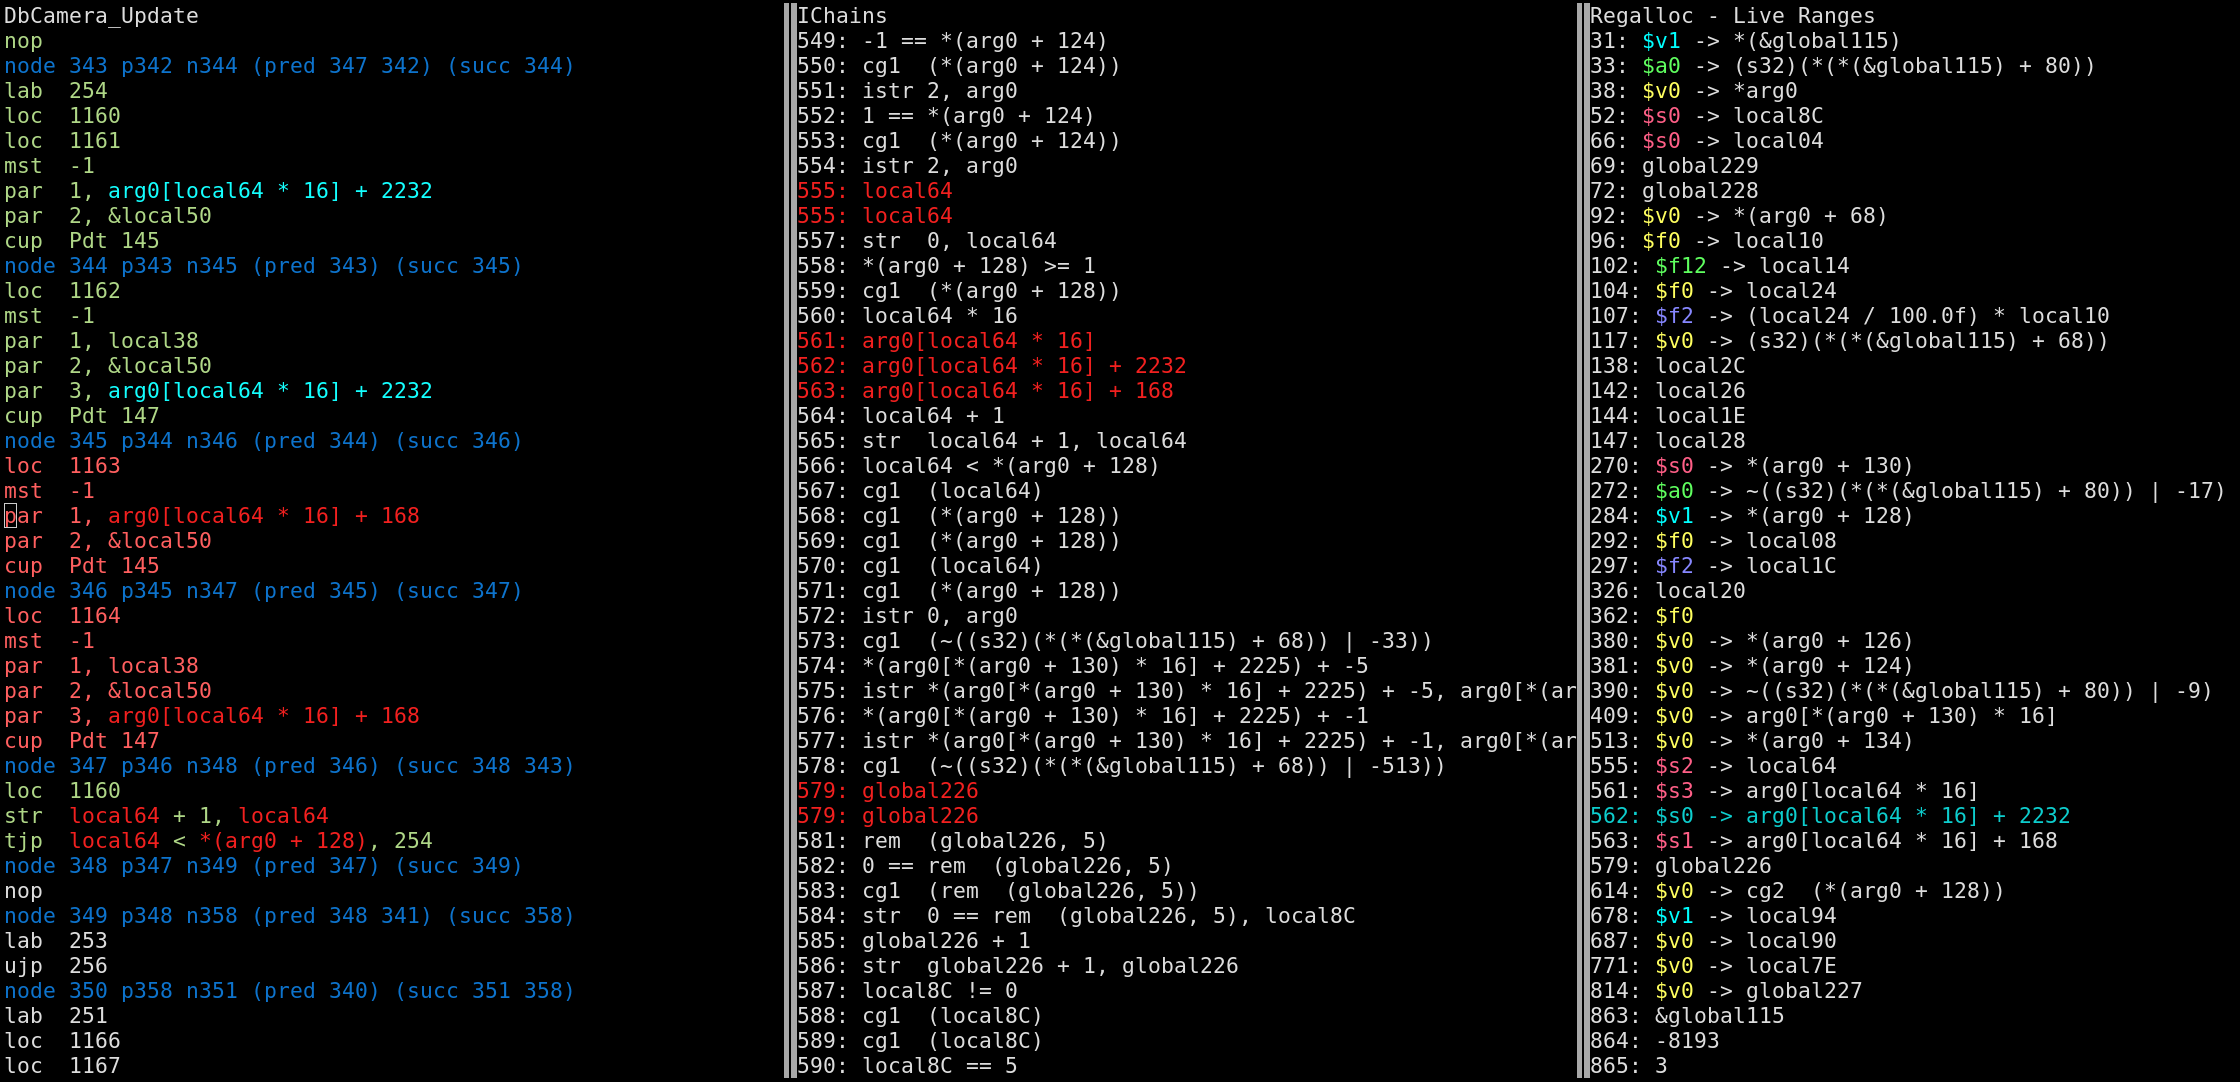 DbCamera_Update
nop
node 343 p342 n344 (pred 347 342) (succ 344)
lab  254
loc  1160
loc  1161
mst  -1
par  1, arg0[local64 * 16] + 2232
par  2, &local50
cup  Pdt 145
node 344 p343 n345 (pred 343) (succ 345)
loc  1162
mst  -1
par  1, local38
par  2, &local50
par  3, arg0[local64 * 16] + 2232
cup  Pdt 147
node 345 p344 n346 (pred 344) (succ 346)
loc  1163
mst  -1
par  1, arg0[local64 * 16] + 168
par  2, &local50
cup  Pdt 145
node 346 p345 n347 (pred 345) (succ 347)
loc  1164
mst  -1
par  1, local38
par  2, &local50
par  3, arg0[local64 * 16] + 168
cup  Pdt 147
node 347 p346 n348 (pred 346) (succ 348 343)
loc  1160
str  local64 + 1, local64
tjp  local64 < *(arg0 + 128), 254
node 348 p347 n349 (pred 347) (succ 349)
nop
node 349 p348 n358 (pred 348 341) (succ 358)
lab  253
ujp  256
node 350 p358 n351 (pred 340) (succ 351 358)
lab  251
loc  1166
loc  1167
IChains
549: -1 == *(arg0 + 124)
550: cg1  (*(arg0 + 124))
551: istr 2, arg0
552: 1 == *(arg0 + 124)
553: cg1  (*(arg0 + 124))
554: istr 2, arg0
555: local64
555: local64
557: str  0, local64
558: *(arg0 + 128) >= 1
559: cg1  (*(arg0 + 128))
560: local64 * 16
561: arg0[local64 * 16]
562: arg0[local64 * 16] + 2232
563: arg0[local64 * 16] + 168
564: local64 + 1
565: str  local64 + 1, local64
566: local64 < *(arg0 + 128)
567: cg1  (local64)
568: cg1  (*(arg0 + 128))
569: cg1  (*(arg0 + 128))
570: cg1  (local64)
571: cg1  (*(arg0 + 128))
572: istr 0, arg0
573: cg1  (~((s32)(*(*(&global115) + 68)) | -33))
574: *(arg0[*(arg0 + 130) * 16] + 2225) + -5
575: istr *(arg0[*(arg0 + 130) * 16] + 2225) + -5, arg0[*(ar
576: *(arg0[*(arg0 + 130) * 16] + 2225) + -1
577: istr *(arg0[*(arg0 + 130) * 16] + 2225) + -1, arg0[*(ar
578: cg1  (~((s32)(*(*(&global115) + 68)) | -513))
579: global226
579: global226
581: rem  (global226, 5)
582: 0 == rem  (global226, 5)
583: cg1  (rem  (global226, 5))
584: str  0 == rem  (global226, 5), local8C
585: global226 + 1
586: str  global226 + 1, global226
587: local8C != 0
588: cg1  (local8C)
589: cg1  (local8C)
590: local8C == 5
Regalloc - Live Ranges
31: $v1 -> *(&global115)
33: $a0 -> (s32)(*(*(&global115) + 80))
38: $v0 -> *arg0
52: $s0 -> local8C
66: $s0 -> local04
69: global229
72: global228
92: $v0 -> *(arg0 + 68)
96: $f0 -> local10
102: $f12 -> local14
104: $f0 -> local24
107: $f2 -> (local24 / 100.0f) * local10
117: $v0 -> (s32)(*(*(&global115) + 68))
138: local2C
142: local26
144: local1E
147: local28
270: $s0 -> *(arg0 + 130)
272: $a0 -> ~((s32)(*(*(&global115) + 80)) | -17)
284: $v1 -> *(arg0 + 128)
292: $f0 -> local08
297: $f2 -> local1C
326: local20
362: $f0
380: $v0 -> *(arg0 + 126)
381: $v0 -> *(arg0 + 124)
390: $v0 -> ~((s32)(*(*(&global115) + 80)) | -9)
409: $v0 -> arg0[*(arg0 + 130) * 16]
513: $v0 -> *(arg0 + 134)
555: $s2 -> local64
561: $s3 -> arg0[local64 * 16]
562: $s0 -> arg0[local64 * 16] + 2232
563: $s1 -> arg0[local64 * 16] + 168
579: global226
614: $v0 -> cg2  (*(arg0 + 128))
678: $v1 -> local94
687: $v0 -> local90
771: $v0 -> local7E
814: $v0 -> global227
863: &global115
864: -8193
865: 3